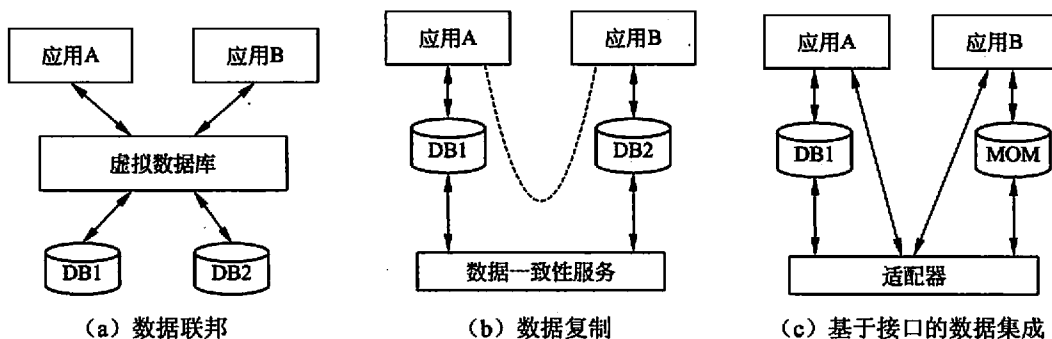 应用A
应用B
虚拟数据库
DB1
DB2
（a）数据联邦
应用A
应用B
DB1
DB2
数据一致性服务
（b）数据复制
应用A
应用B
DB1
MOM
适配器
（c）基于接口的数据集成